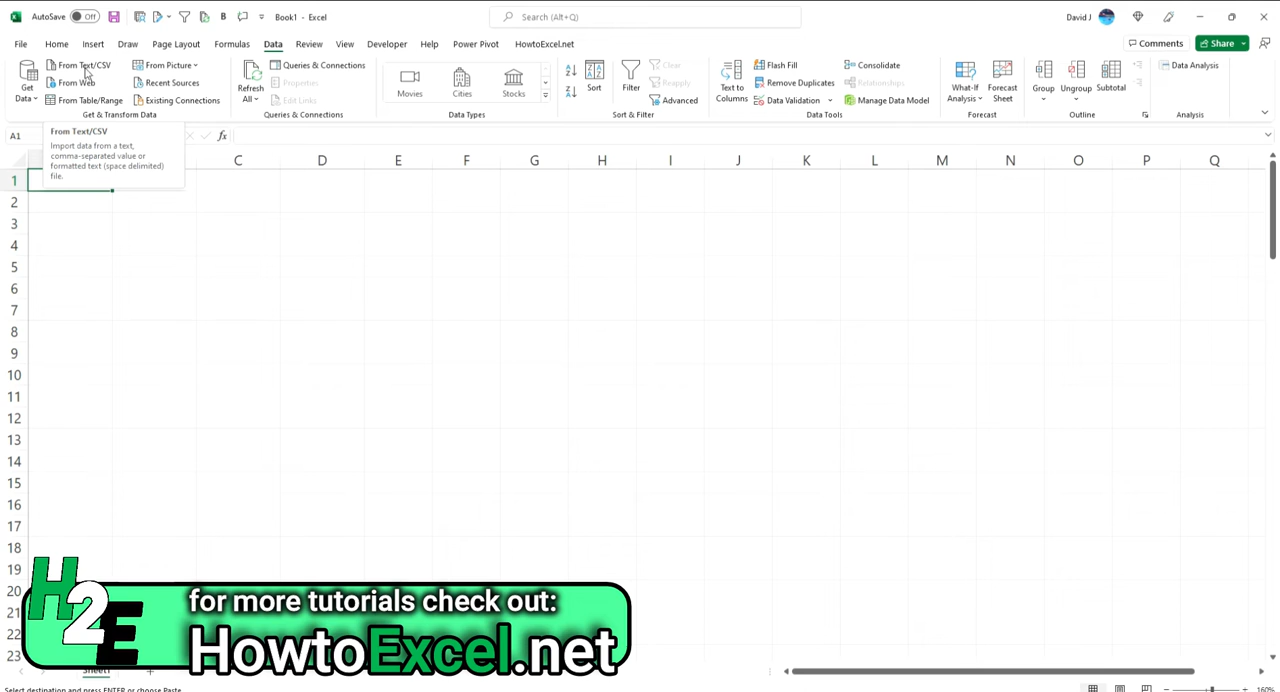 AutoSave Off Book1 - Excel Search (Alt+Q) David J
File Home Insert Draw Page Layout Formulas Data Review View Developer Help Power Pivot HowtoExcel.net Comments Share
Get Data
From Text/CSV
From Web
From Table/Range
From Picture
Recent Sources
Existing Connections
Get & Transform Data
Refresh All
Queries & Connections
Properties
Edit Links
Queries & Connections
Movies Cities Stocks
Data Types
Sort
Filter
Clear
Reapply
Advanced
Sort & Filter
Text to Columns
Flash Fill
Remove Duplicates
Data Validation
Consolidate
Relationships
Manage Data Model
Data Tools
What-If Analysis
Forecast Sheet
Forecast
Group Ungroup Subtotal
Outline
Data Analysis
Analysis
A1 fx
From Text/CSV
Import data from a text,
comma-separated value or
formatted text (space delimited)
file.
C D E F G H I J K L M N O P Q
1
2
3
4
5
6
7
8
9
10
11
12
13
14
15
16
17
18
19
20
21
22
23
H2E
for more tutorials check out:
HowtoExcel.net
Sheet1
Select destination and press ENTER or choose Paste 160%